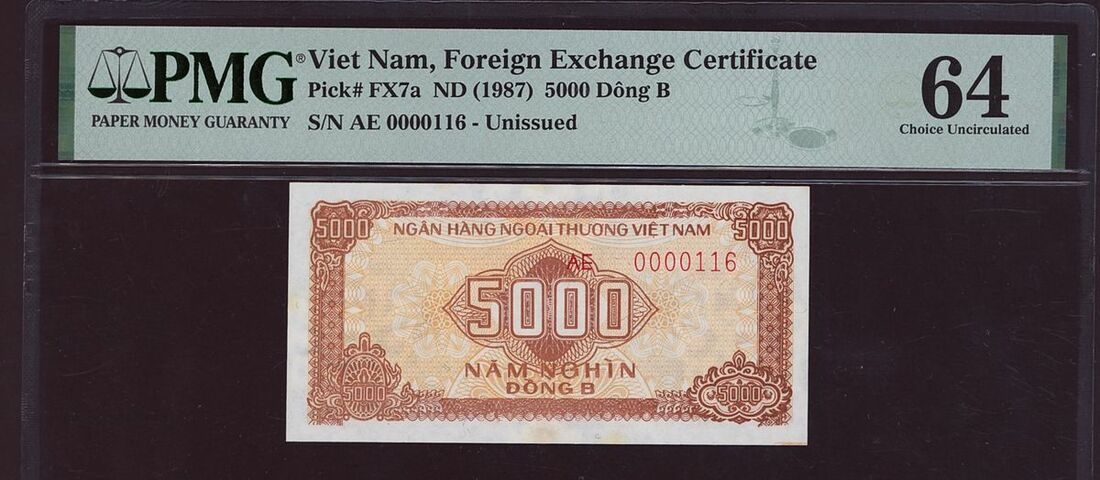 PMG®
PAPER MONEY GUARANTY
Viet Nam, Foreign Exchange Certificate
Pick# FX7a ND (1987) 5000 Dông B
S/N AE 0000116 - Unissued
64
Choice Uncirculated
5000 5000
NGÂN HÀNG NGOẠI THƯƠNG VIỆT NAM
AE 0000116
5000
NĂM NGHÌN
ĐỒNG B
5000 5000